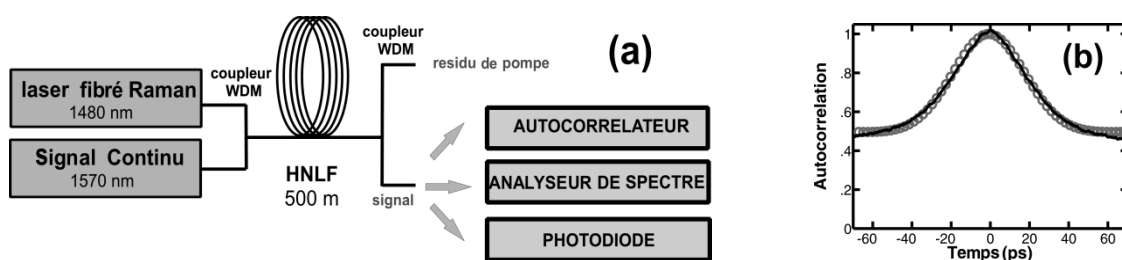 coupleur
WDM
(a)
residu de pompe
coupleur
WDM
laser fibré Raman
1480 nm
Signal Continu
1570 nm
HNLF
500 m
signal
AUTOCORRELATEUR
ANALYSEUR DE SPECTRE
PHOTODIODE
(b)
Autocorrelation
1
.8
.6
.4
.2
0
-60 -40 -20 0 20 40 60
Temps (ps)